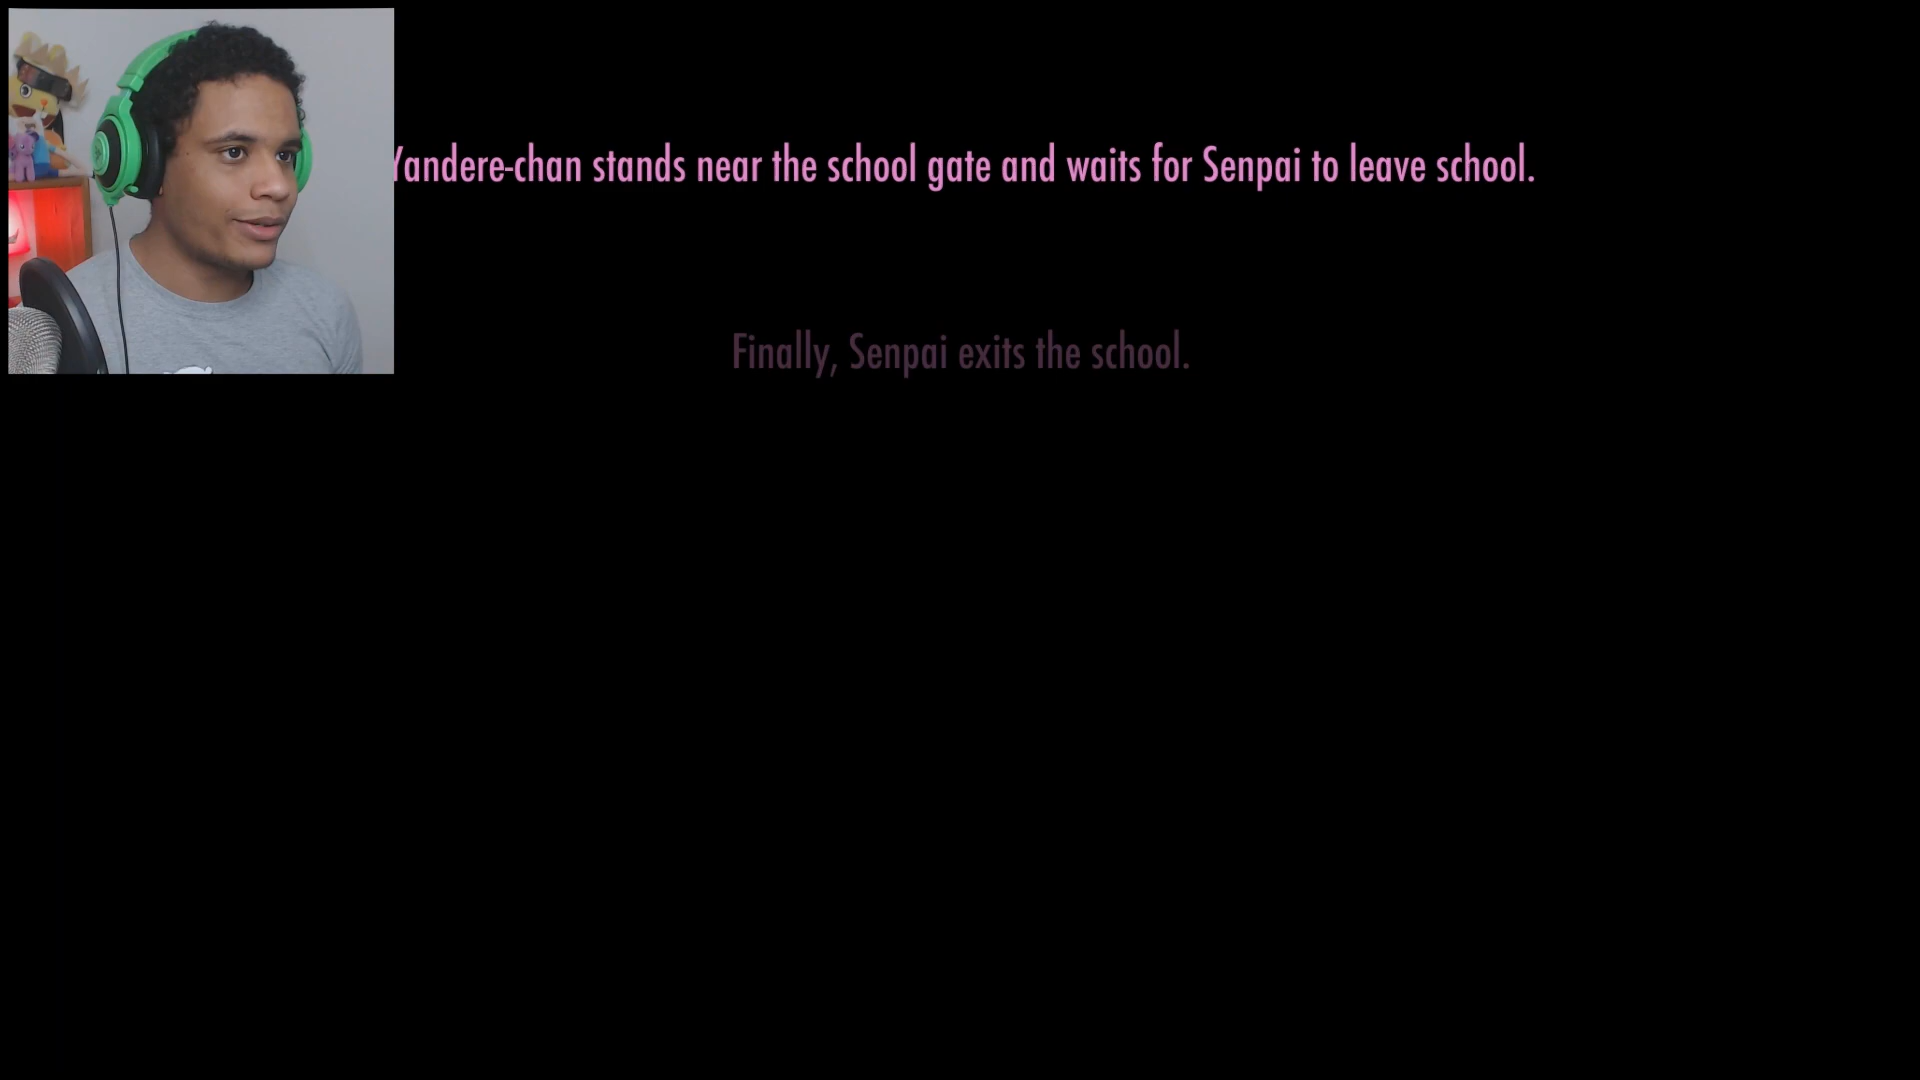 Yandere-chan stands near the school gate and waits for Senpai to leave school.
Finally, Senpai exits the school.